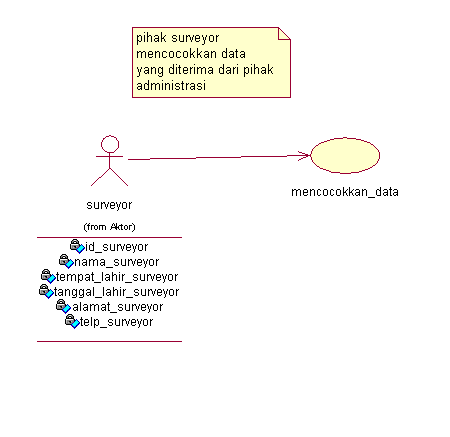 pihak surveyor
mencocokkan data
yang diterima dari pihak
administrasi
mencocokkan_data
surveyor
(from Aktor)
id_surveyor
nama_surveyor
tempat_lahir_surveyor
tanggal_lahir_surveyor
alamat_surveyor
telp_surveyor